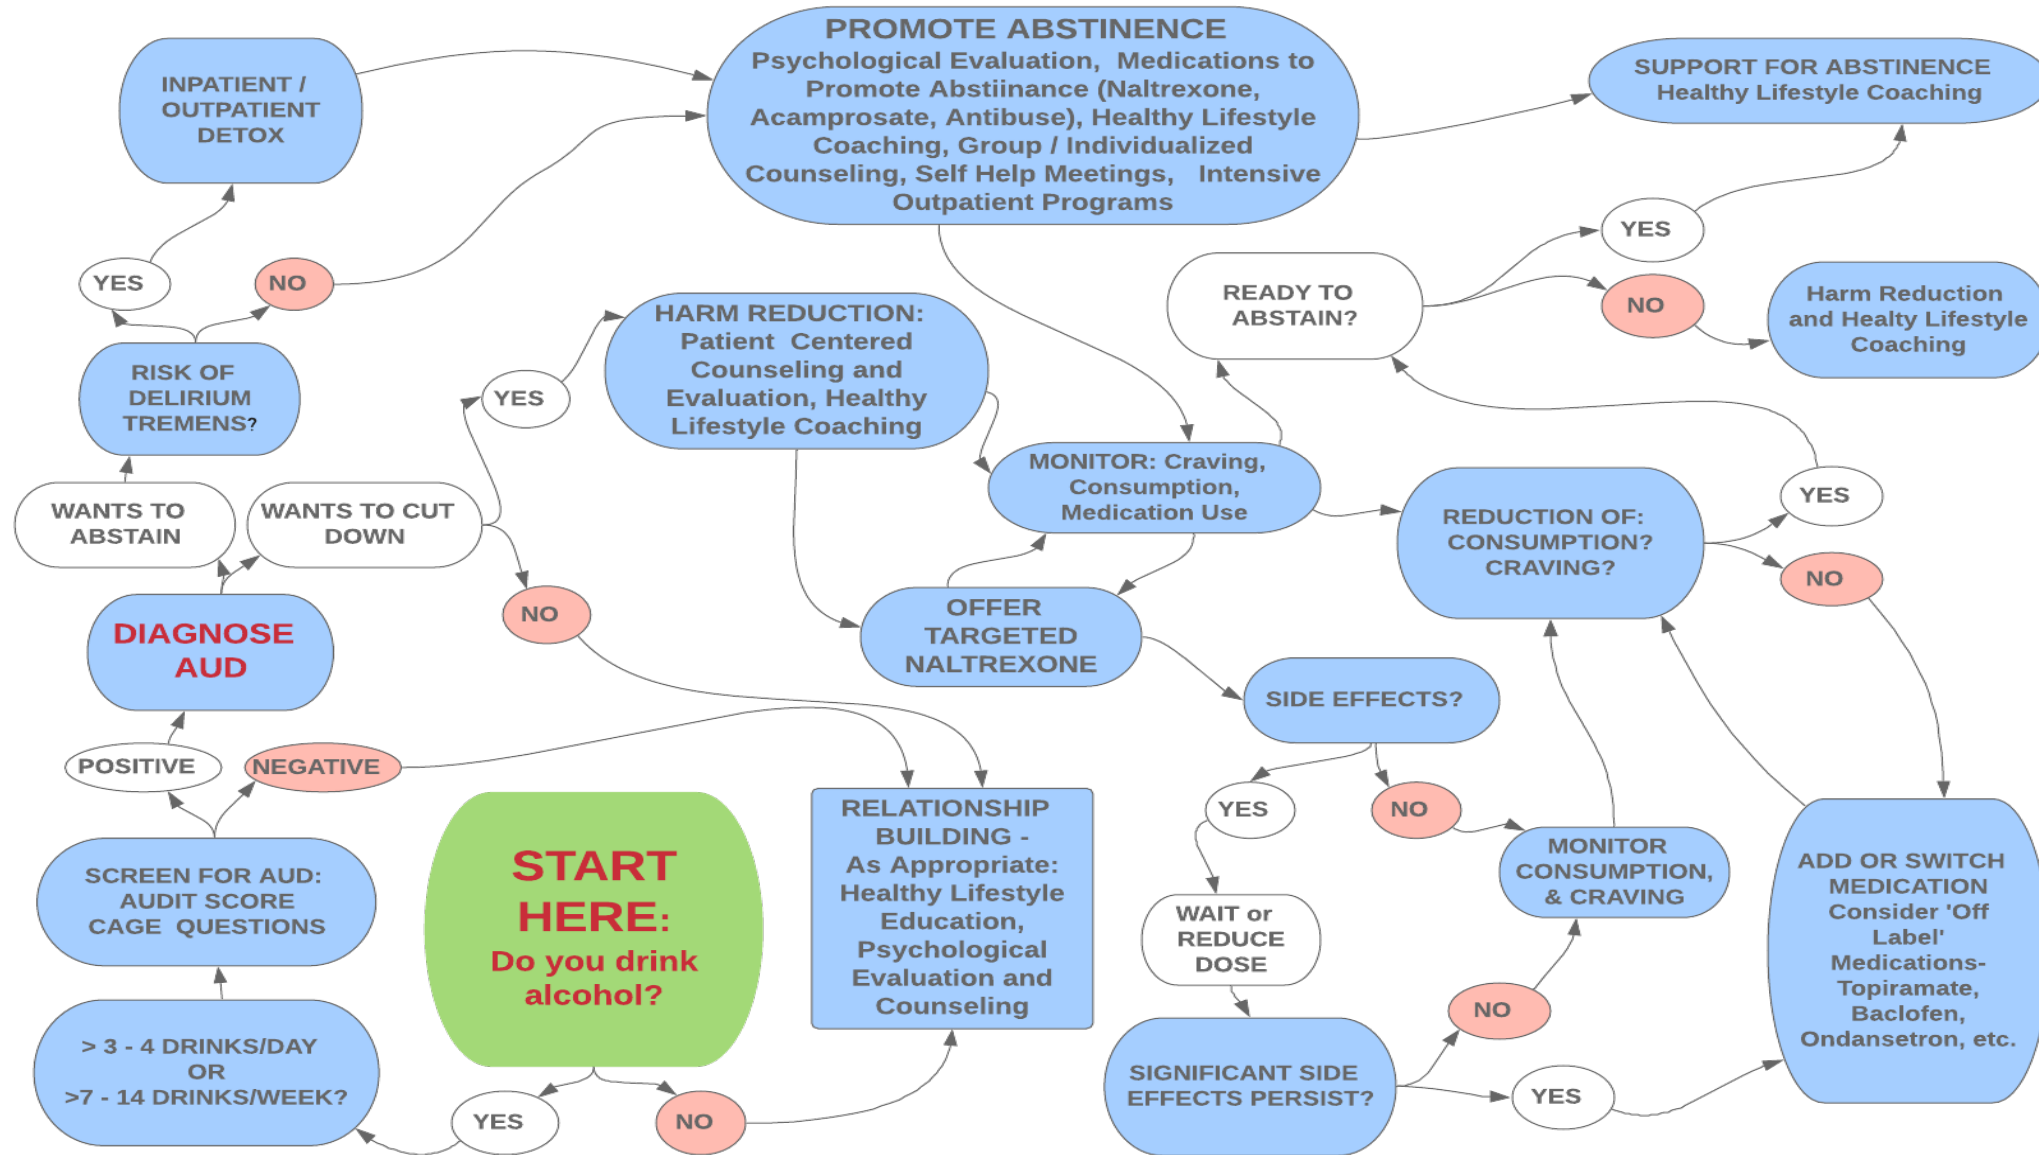 PROMOTE ABSTINENCE
Psychological Evaluation, Medications to
Promote Abstiinance (Naltrexone,
Acamprosate, Antibuse), Healthy Lifestyle
Coaching, Group / Individualized
Counseling, Self Help Meetings, Intensive
Outpatient Programs
INPATIENT /
OUTPATIENT
DETOX
SUPPORT FOR ABSTINENCE
Healthy Lifestyle Coaching
YES
NO
YES
READY TO
ABSTAIN?
NO
Harm Reduction
and Healty Lifestyle
Coaching
HARM REDUCTION:
Patient Centered
Counseling and
Evaluation, Healthy
Lifestyle Coaching
RISK OF
DELIRIUM
TREMENS?
YES
MONITOR: Craving,
Consumption,
Medication Use
WANTS TO
ABSTAIN
WANTS TO CUT
DOWN
REDUCTION OF:
CONSUMPTION?
CRAVING?
YES
NO
NO
OFFER
TARGETED
NALTREXONE
DIAGNOSE
AUD
SIDE EFFECTS?
POSITIVE
NEGATIVE
YES
NO
RELATIONSHIP
BUILDING -
As Appropriate:
Healthy Lifestyle
Education,
Psychological
Evaluation and
Counseling
START
HERE:
Do you drink
alcohol?
SCREEN FOR AUD:
AUDIT SCORE
CAGE QUESTIONS
MONITOR
CONSUMPTION,
& CRAVING
ADD OR SWITCH
MEDICATION
Consider 'Off
Label'
Medications-
Topiramate,
Baclofen,
Ondansetron, etc.
WAIT or
REDUCE
DOSE
NO
> 3 - 4 DRINKS/DAY
OR
>7 - 14 DRINKS/WEEK?
SIGNIFICANT SIDE
EFFECTS PERSIST?
YES
YES
NO